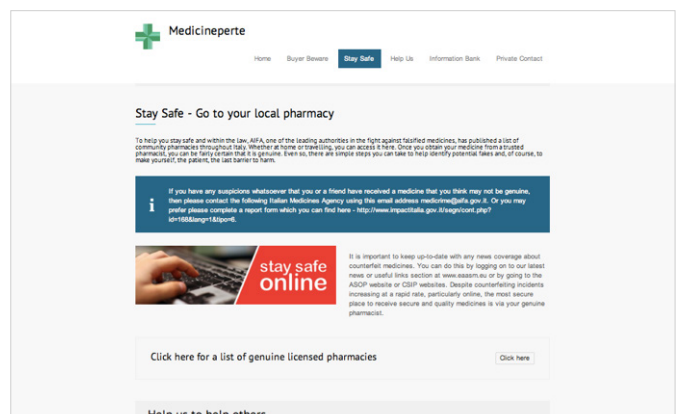 Medicineperte
Home Buyer Beware Stay Safe Help Us Information Bank Private Contact
Stay Safe - Go to your local pharmacy
To help you stay safe and within the law, AIFA, one of the leading authorities in the fight against falsified medicines, has published a list of
community pharmacies throughout Italy. Whether at home or travelling, you can access it here. Once you obtain your medicine from a trusted
pharmacist, you can be fairly certain that it is genuine. Even so, there are simple steps you can take to help identify potential fakes and, of course, to
make yourself, the patient, the last barrier to harm.
If you have any suspicions whatsoever that you or a friend have received a medicine that you think may not be genuine,
then please contact the following Italian Medicines Agency using this email address medicrime@aifa.gov.it. Or you may
prefer please complete a report form which you can find here - http://www.impactitalia.gov.it/segn/cont.php?
id=168&lang=1&tipo=6.
stay safe
online
It is important to keep up-to-date with any news coverage about
counterfeit medicines. You can do this by logging on to our latest
news or useful links section at www.eaasm.eu or by going to the
ASOP website or CSIP websites. Despite counterfeiting incidents
increasing at a rapid rate, particularly online, the most secure
place to receive secure and quality medicines is via your genuine
pharmacist.
Click here for a list of genuine licensed pharmacies
Click here
Help us to help others